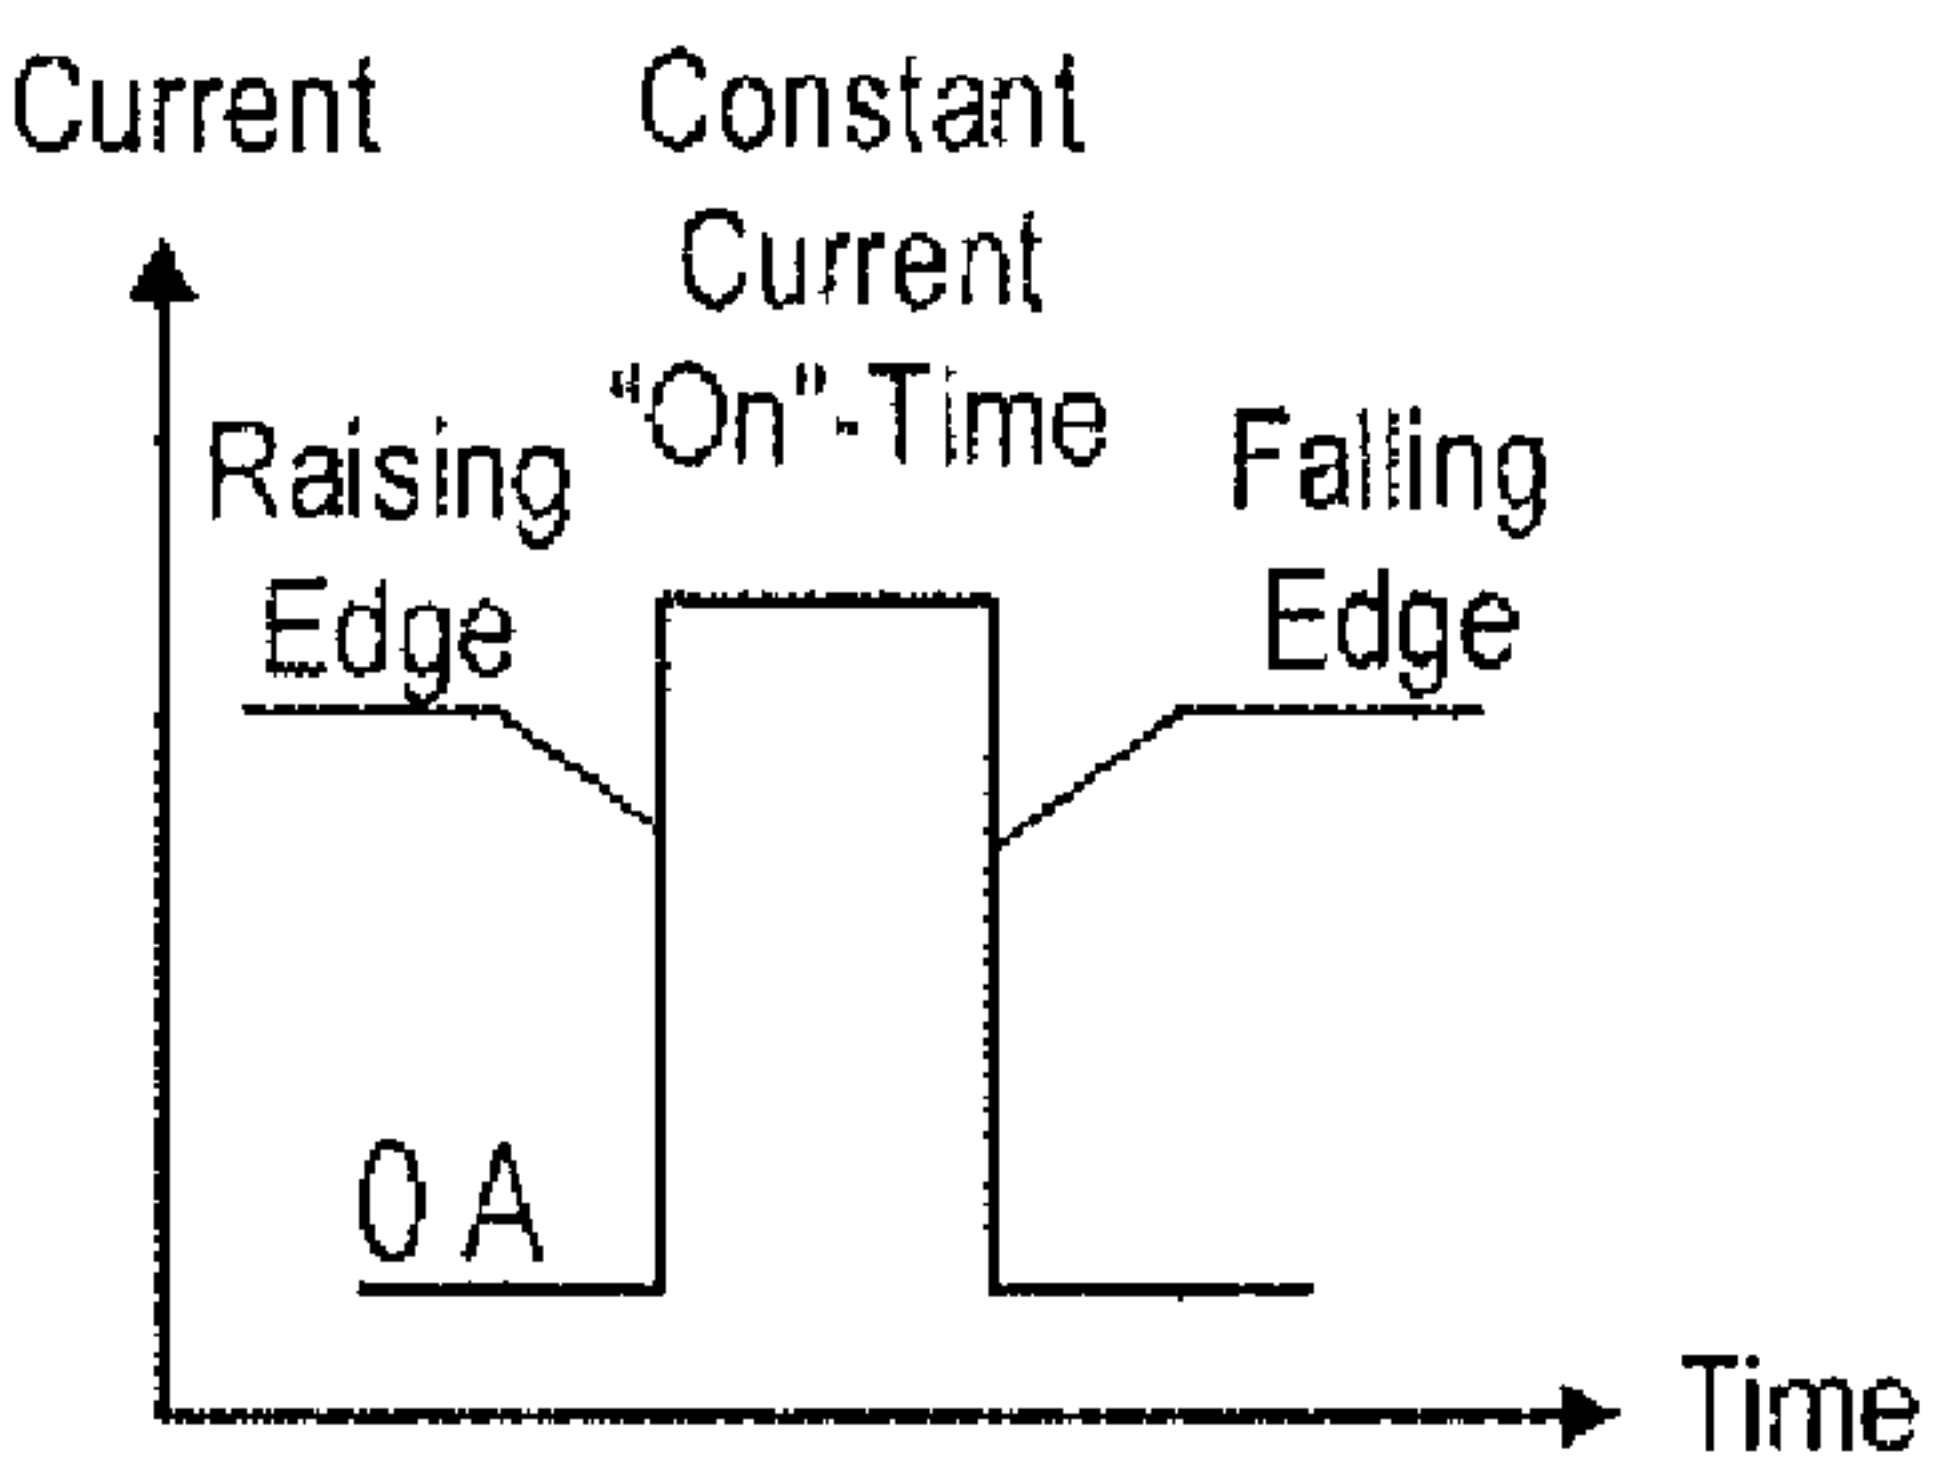 Current
Constant
Current
"On"-Time
Raising
Edge
Falling
Edge
0 A
Time